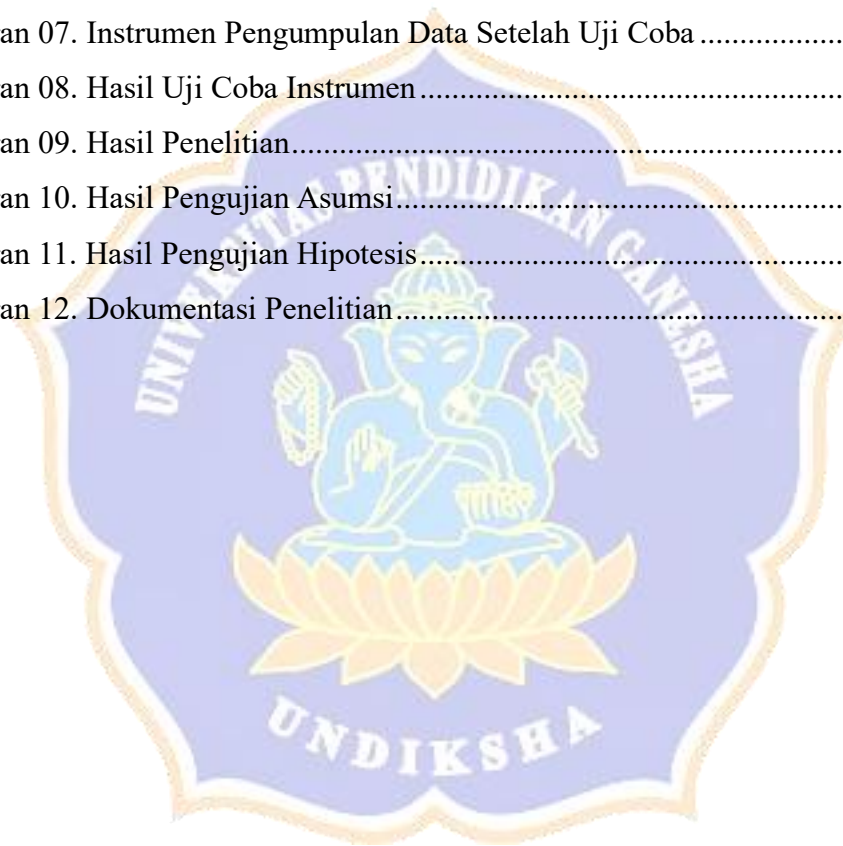 an 07. Instrumen Pengumpulan Data Setelah Uji Coba ..................
an 08. Hasil Uji Coba Instrumen .....................................................
an 09. Hasil Penelitian.....................................................................
an 10. Hasil Pengujian Asumsi........................................................
an 11. Hasil Pengujian Hipotesis.....................................................
an 12. Dokumentasi Penelitian ........................................................
UNIVERSITAS PENDIDIKAN GANESHA
UNDIKSHA